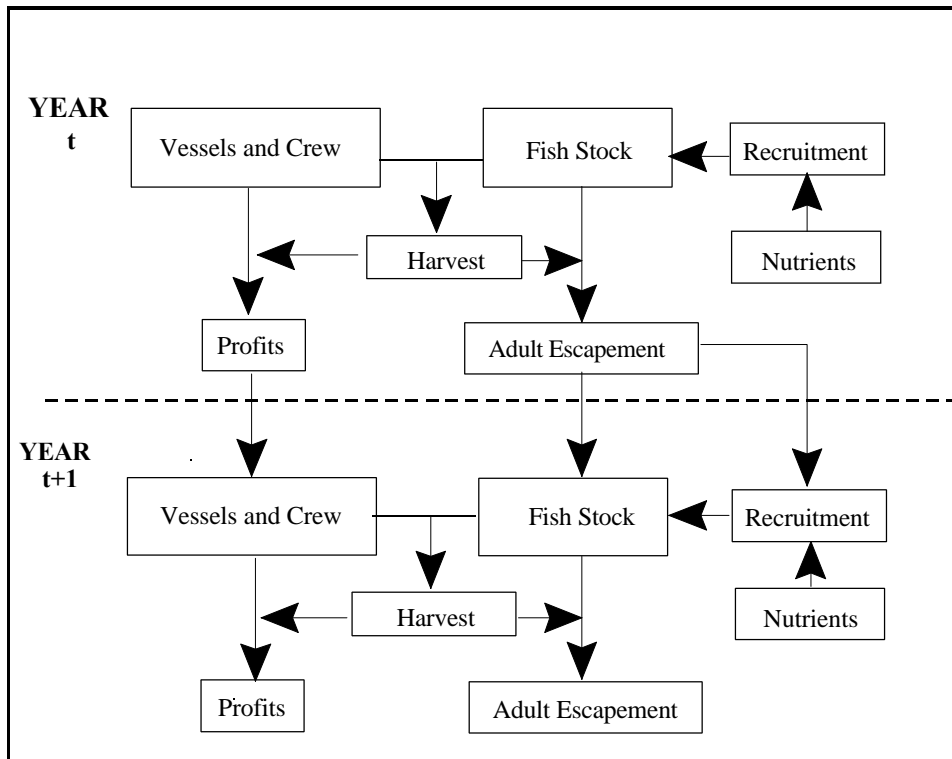 YEAR
t
Vessels and Crew
Fish Stock
Recruitment
Harvest
Nutrients
Profits
Adult Escapement
YEAR
t+1
Vessels and Crew
Fish Stock
Recruitment
Harvest
Nutrients
Profits
Adult Escapement